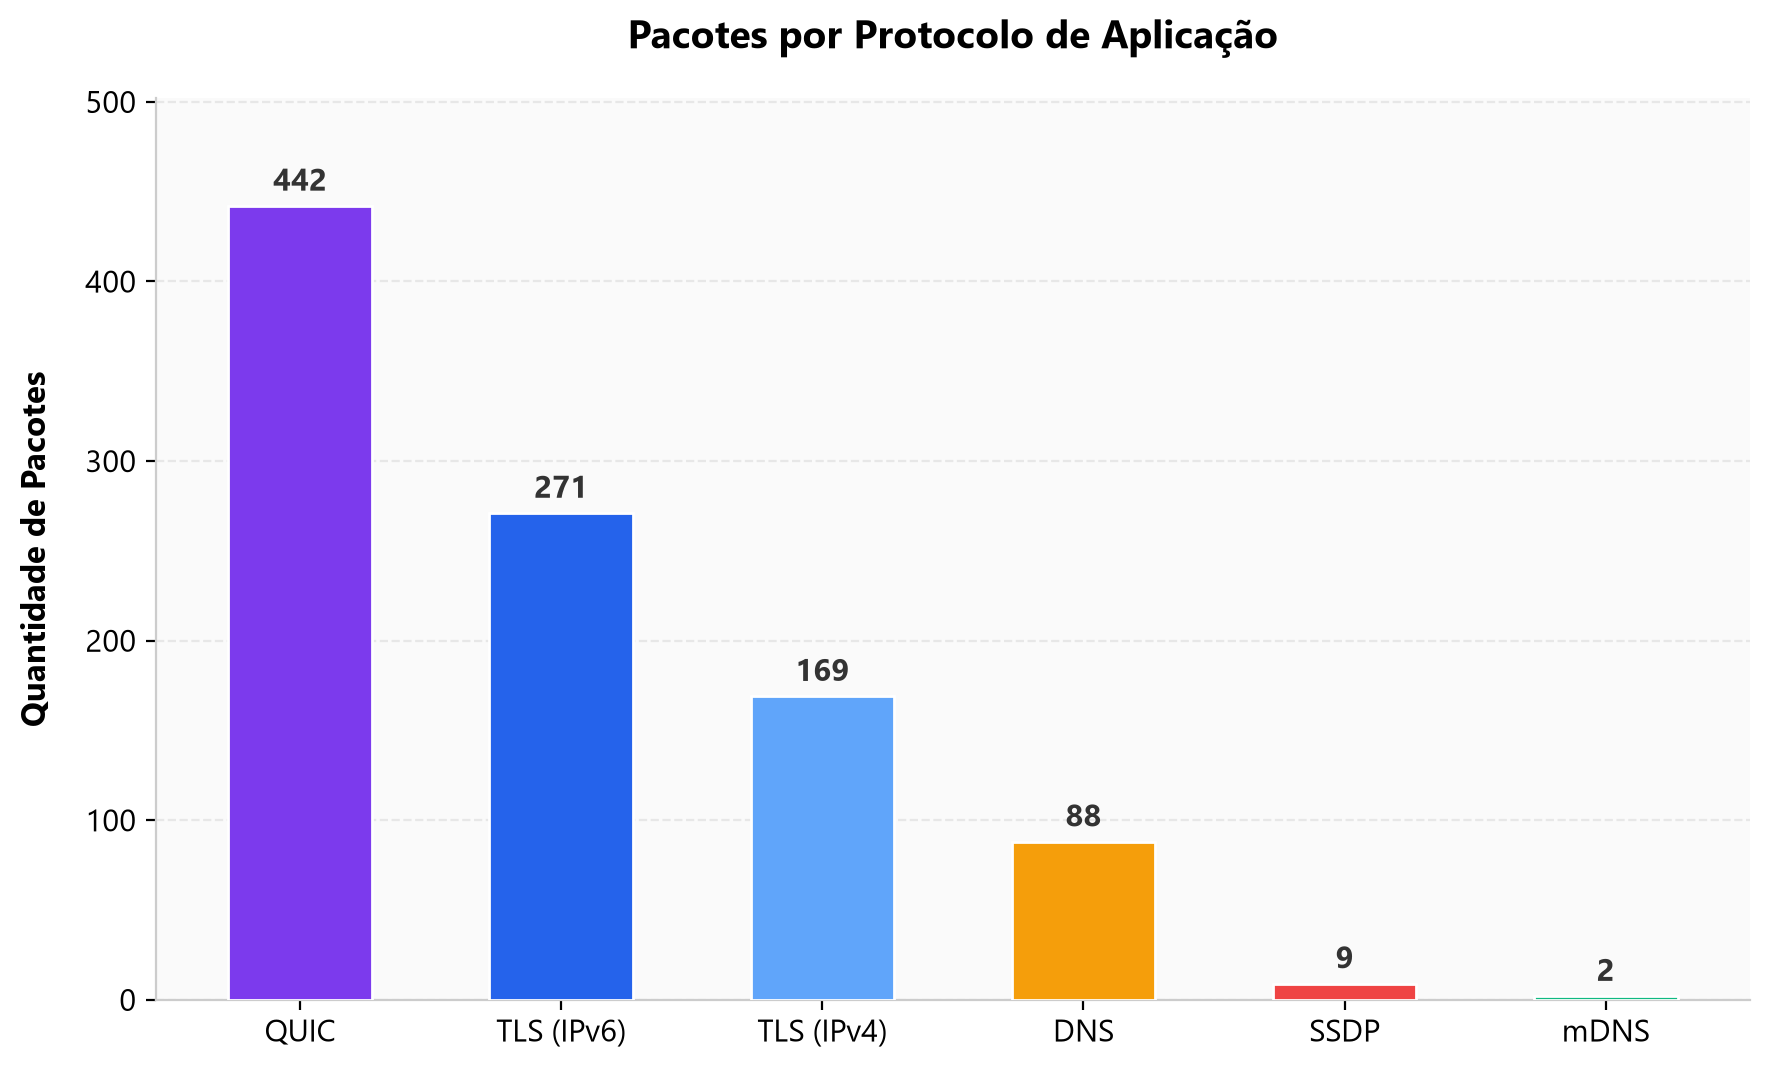 Pacotes por Protocolo de Aplicação
Quantidade de Pacotes
500
400
300
200
100
0
442
271
169
88
9
2
QUIC
TLS (IPv6)
TLS (IPv4)
DNS
SSDP
mDNS